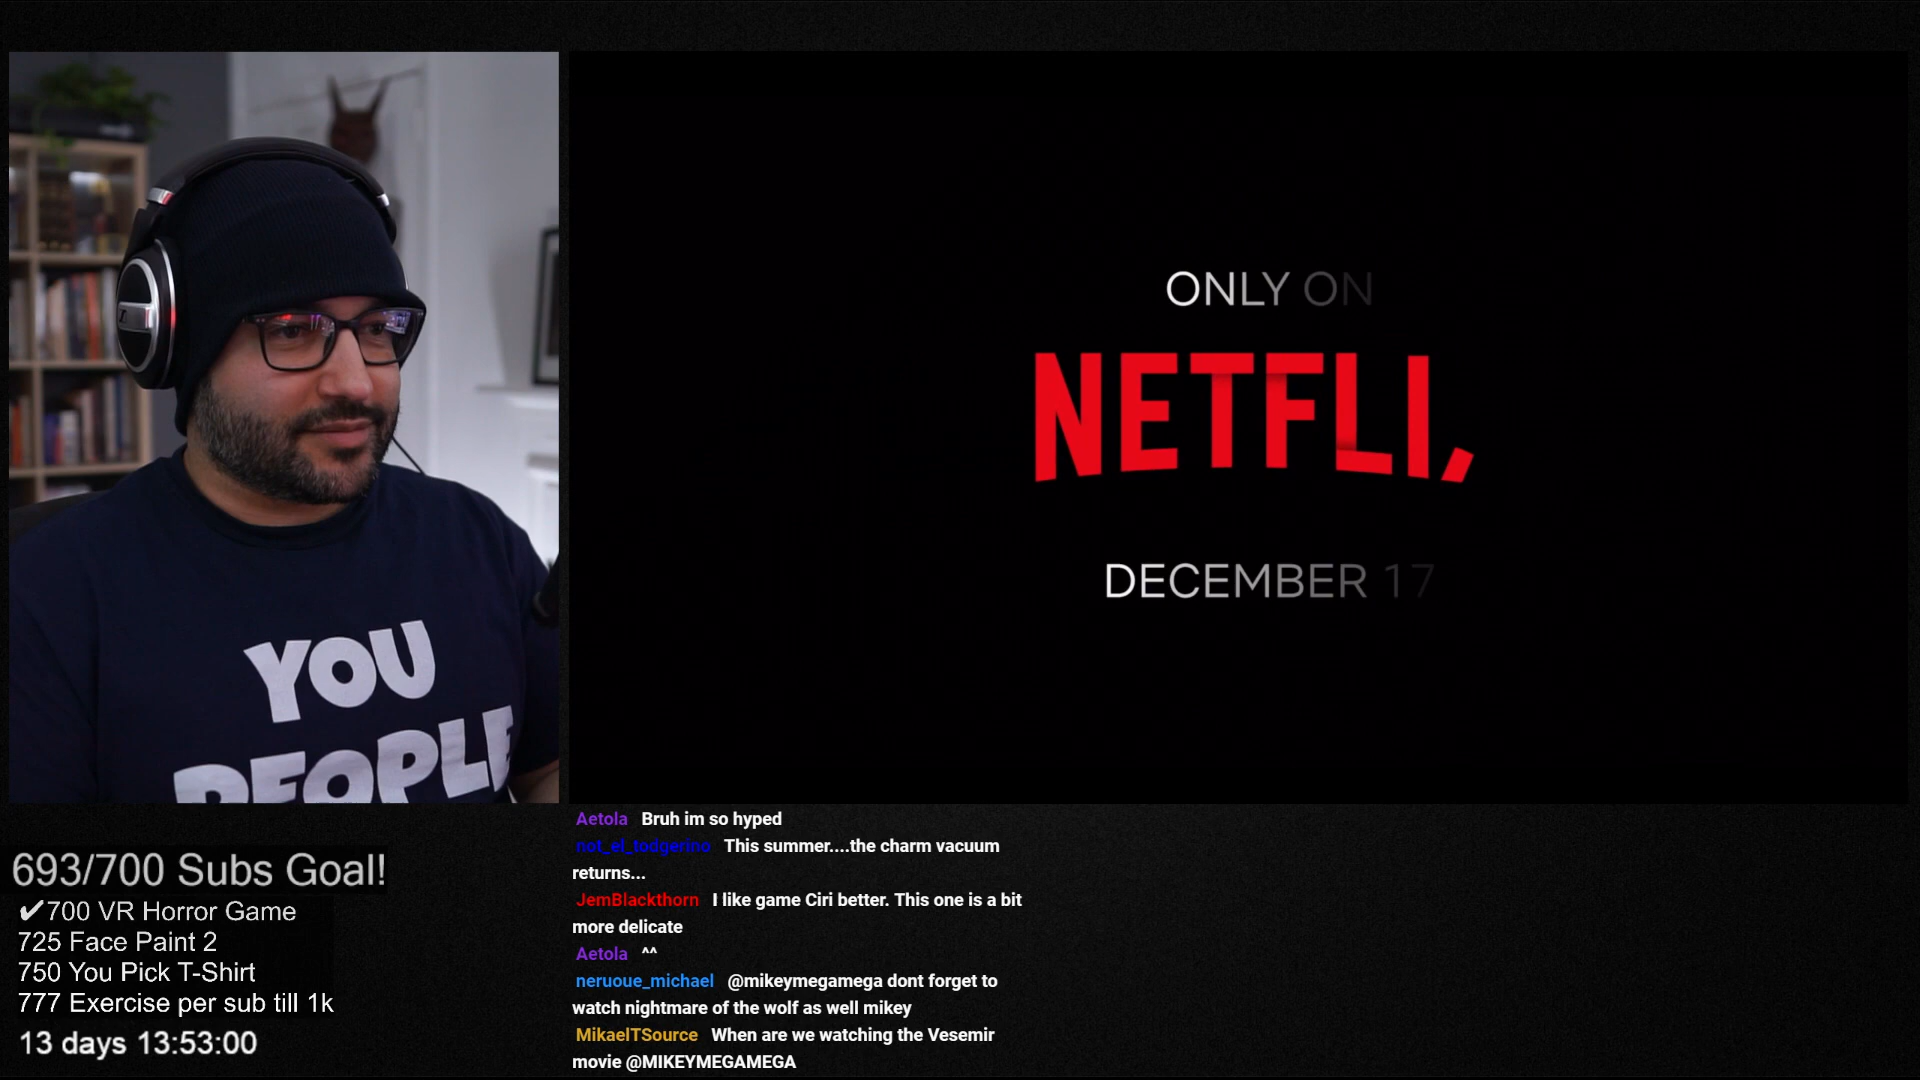 ONLY ON
NETFLI
DECEMBER 17
YOU
PEOPLE
Aetola Bruh im so hyped
not_el_todgerino This summer....the charm vacuum
returns...
JemBlackthorn I like game Ciri better. This one is a bit
more delicate
Aetola ^^
neruoue_michael @mikeymegamega dont forget to
watch nightmare of the wolf as well mikey
MikaelTSource When are we watching the Vesemir
movie @MIKEYMEGAMEGA
693/700 Subs Goal!
✔700 VR Horror Game
725 Face Paint 2
750 You Pick T-Shirt
777 Exercise per sub till 1k
13 days 13:53:00